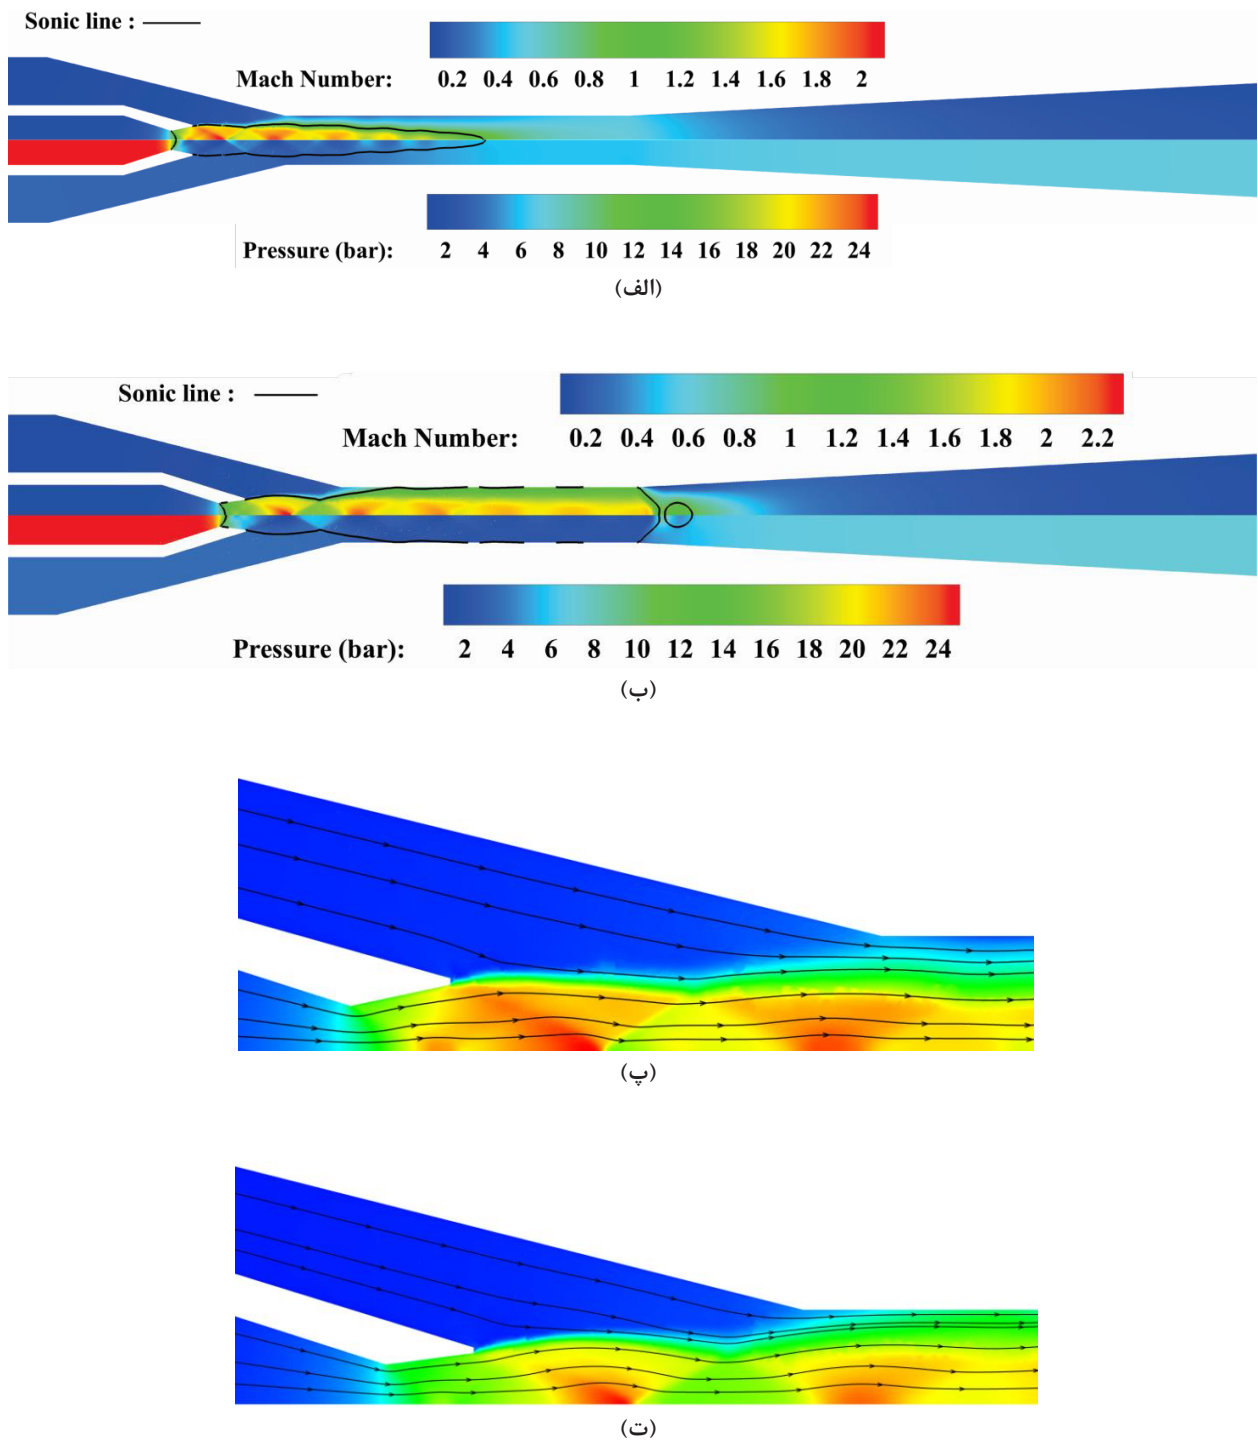 Sonic line :
Mach Number: 0.2 0.4 0.6 0.8 1 1.2 1.4 1.6 1.8 2
Pressure (bar): 2 4 6 8 10 12 14 16 18 20 22 24
(الف)
Sonic line :
Mach Number: 0.2 0.4 0.6 0.8 1 1.2 1.4 1.6 1.8 2 2.2
Pressure (bar): 2 4 6 8 10 12 14 16 18 20 22 24
(ب)
(پ)
(ت)